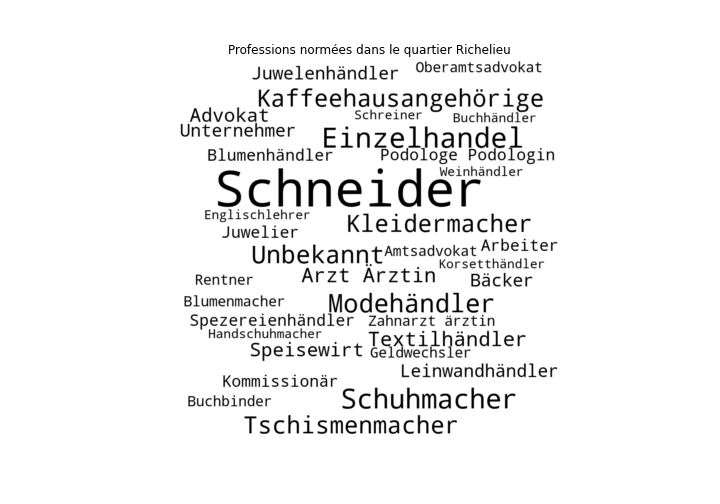 Professions normées dans le quartier Richelieu
Juwelenhändler
Oberamtsadvokat
Kaffeehausangehörige
Advokat
Schreiner
Buchhändler
Unternehmer
Einzelhandel
Blumenhändler
Podologe Podologin
Weinhändler
Schneider
Englischlehrer
Juwelier
Kleidermacher
Unbekannt
Amtsadvokat
Arbeiter
Korsetthändler
Rentner
Arzt Ärztin
Bäcker
Blumenmacher
Modehändler
Spezereienhändler
Zahnarzt ärztin
Handschuhmacher
Textilhändler
Speisewirt
Geldwechsler
Leinwandhändler
Kommissionär
Buchbinder
Schuhmacher
Tschismenmacher